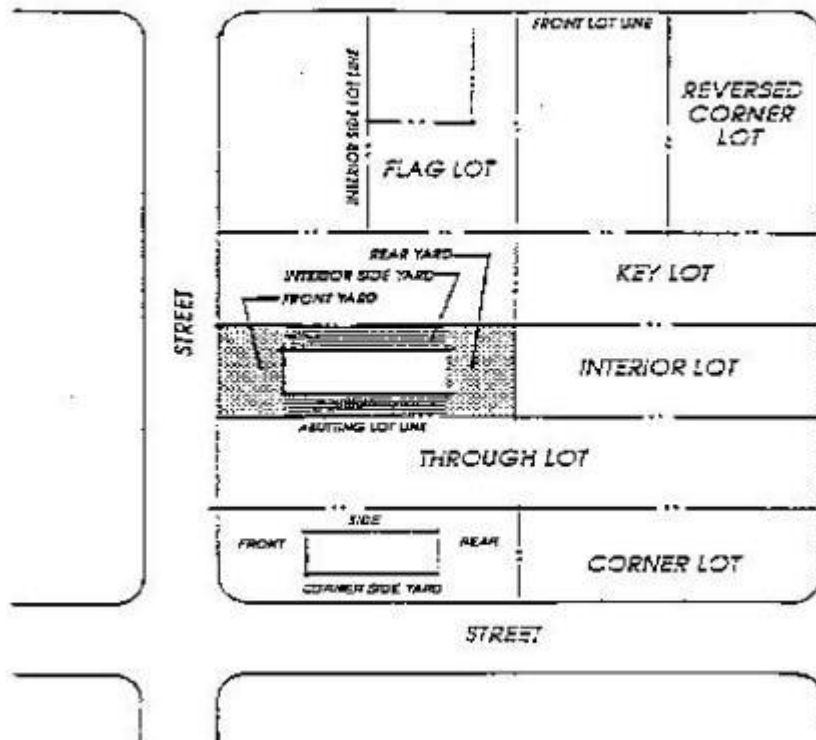 FRONT LOT LINE
REVERSED
CORNER
LOT
INTERIOR SIDE LOT LINE
FLAG LOT
REAR YARD
INTERIOR SIDE YARD
FRONT YARD
KEY LOT
STREET
INTERIOR LOT
ABUTTING LOT LINE
THROUGH LOT
SIDE
FRONT
REAR
CORNER LOT
CORNER SIDE YARD
STREET